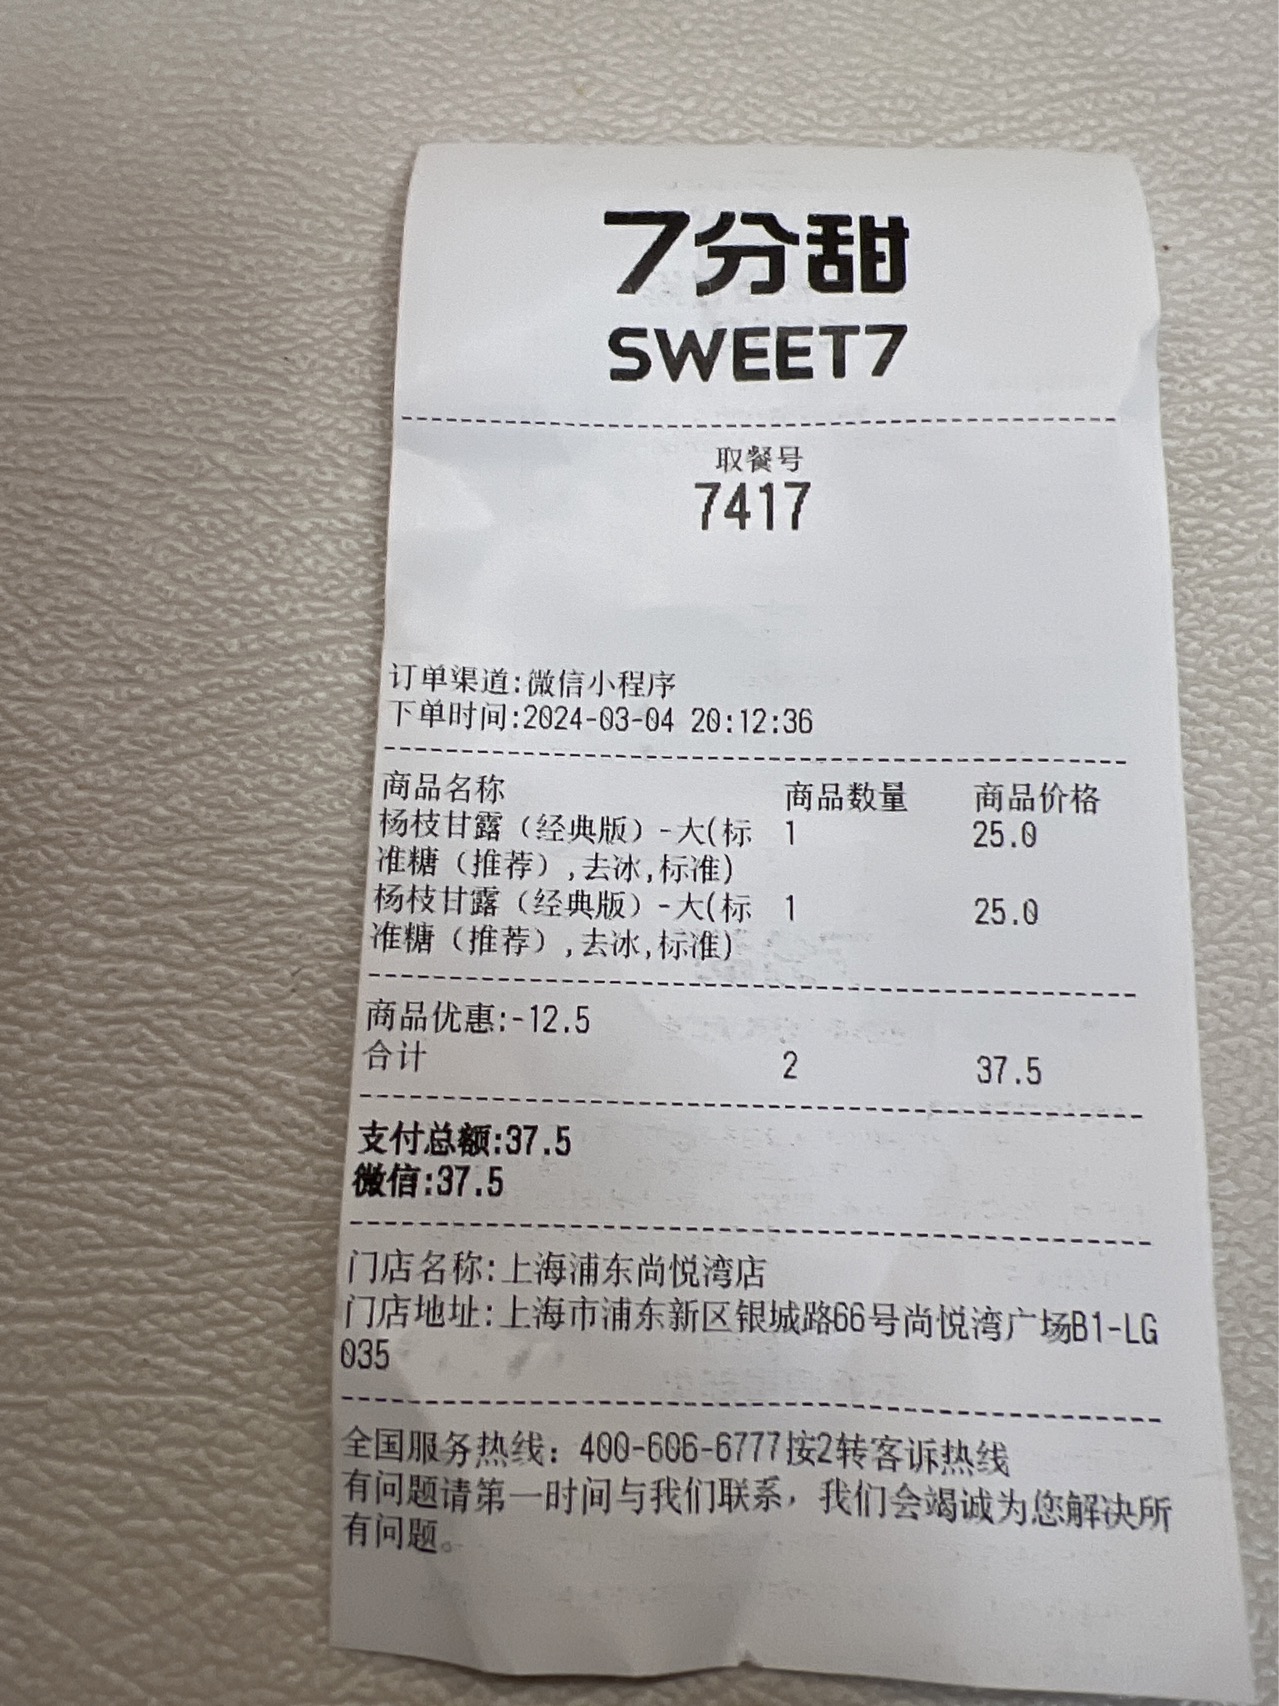 7分甜
SWEET7
取餐号
7417
订单渠道:微信小程序
下单时间:2024-03-04 20:12:36
商品名称 商品数量 商品价格
杨枝甘露（经典版）-大(标 1 25.0
准糖（推荐）,去冰,标准)
杨枝甘露（经典版）-大(标 1 25.0
准糖（推荐）,去冰,标准)
商品优惠:-12.5
合计 2 37.5
支付总额:37.5
微信:37.5
门店名称:上海浦东尚悦湾店
门店地址:上海市浦东新区银城路66号尚悦湾广场B1-LG
035
全国服务热线：400-606-6777按2转客诉热线
有问题请第一时间与我们联系，我们会竭诚为您解决所
有问题。